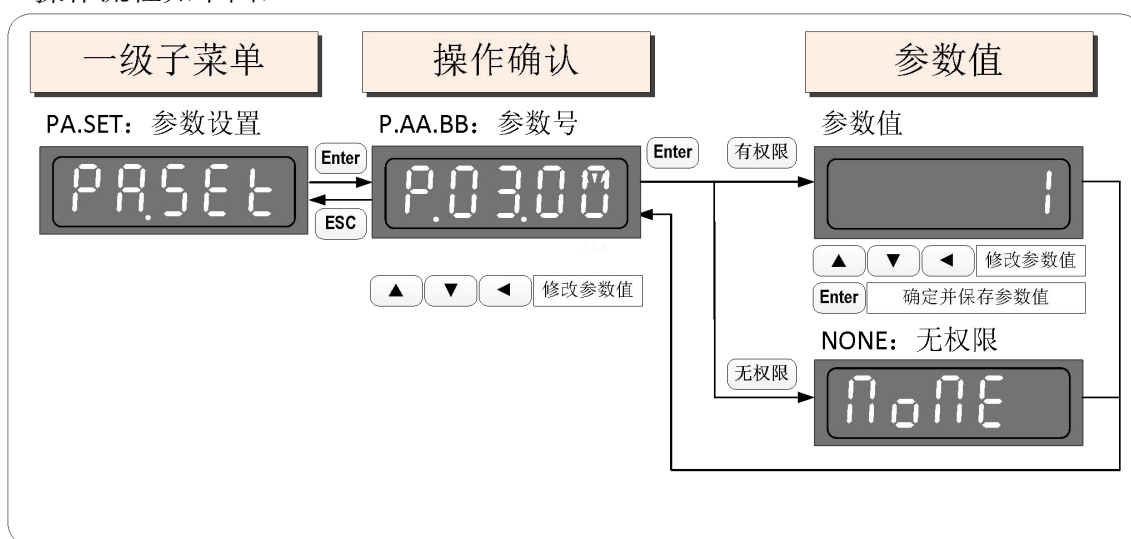 一级子菜单
操作确认
参数值
PA.SET：参数设置
P.AA.BB：参数号
参数值
PA.SEt
Enter
ESC
P.03.00
Enter
有权限
1
▲ ▼ ◄ 修改参数值
▲ ▼ ◄ 修改参数值
Enter 确定并保存参数值
NONE：无权限
无权限
NoNE